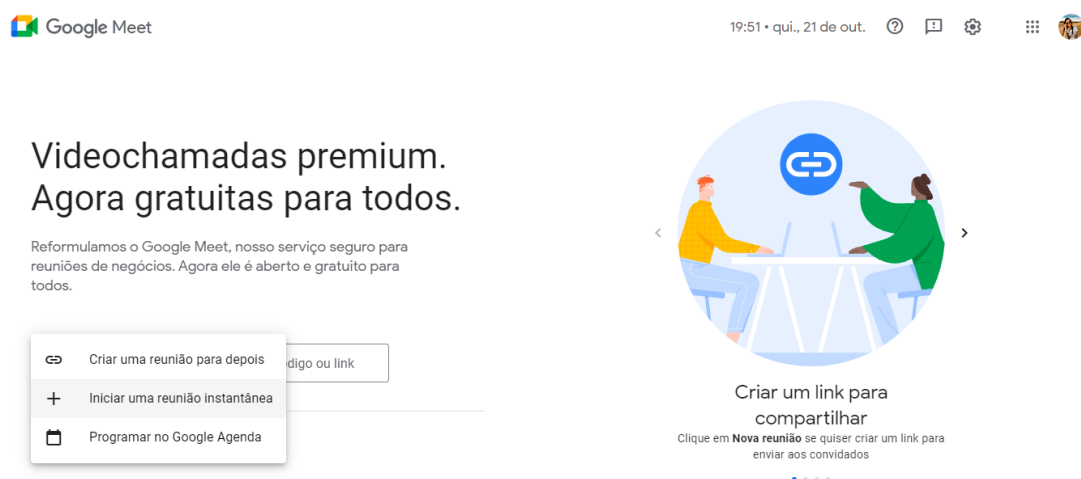 Google Meet
19:51 • qui., 21 de out.
Videochamadas premium.
Agora gratuitas para todos.
Reformulamos o Google Meet, nosso serviço seguro para
reuniões de negócios. Agora ele é aberto e gratuito para
todos.
Criar uma reunião para depois
ou link
Iniciar uma reunião instantânea
Programar no Google Agenda
Criar um link para
compartilhar
Clique em Nova reunião se quiser criar um link para
enviar aos convidados